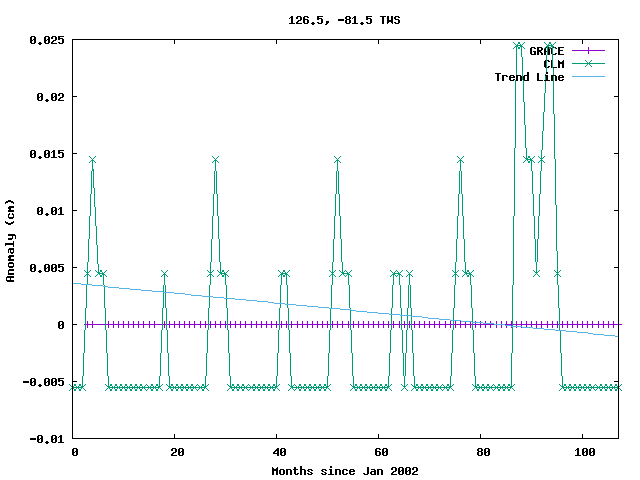 126.5, -81.5 TWS
GRACE
CLM
Trend Line
0.025
0.02
0.015
0.01
0.005
0
-0.005
-0.01
Anomaly (cm)
0 20 40 60 80 100
Months since Jan 2002